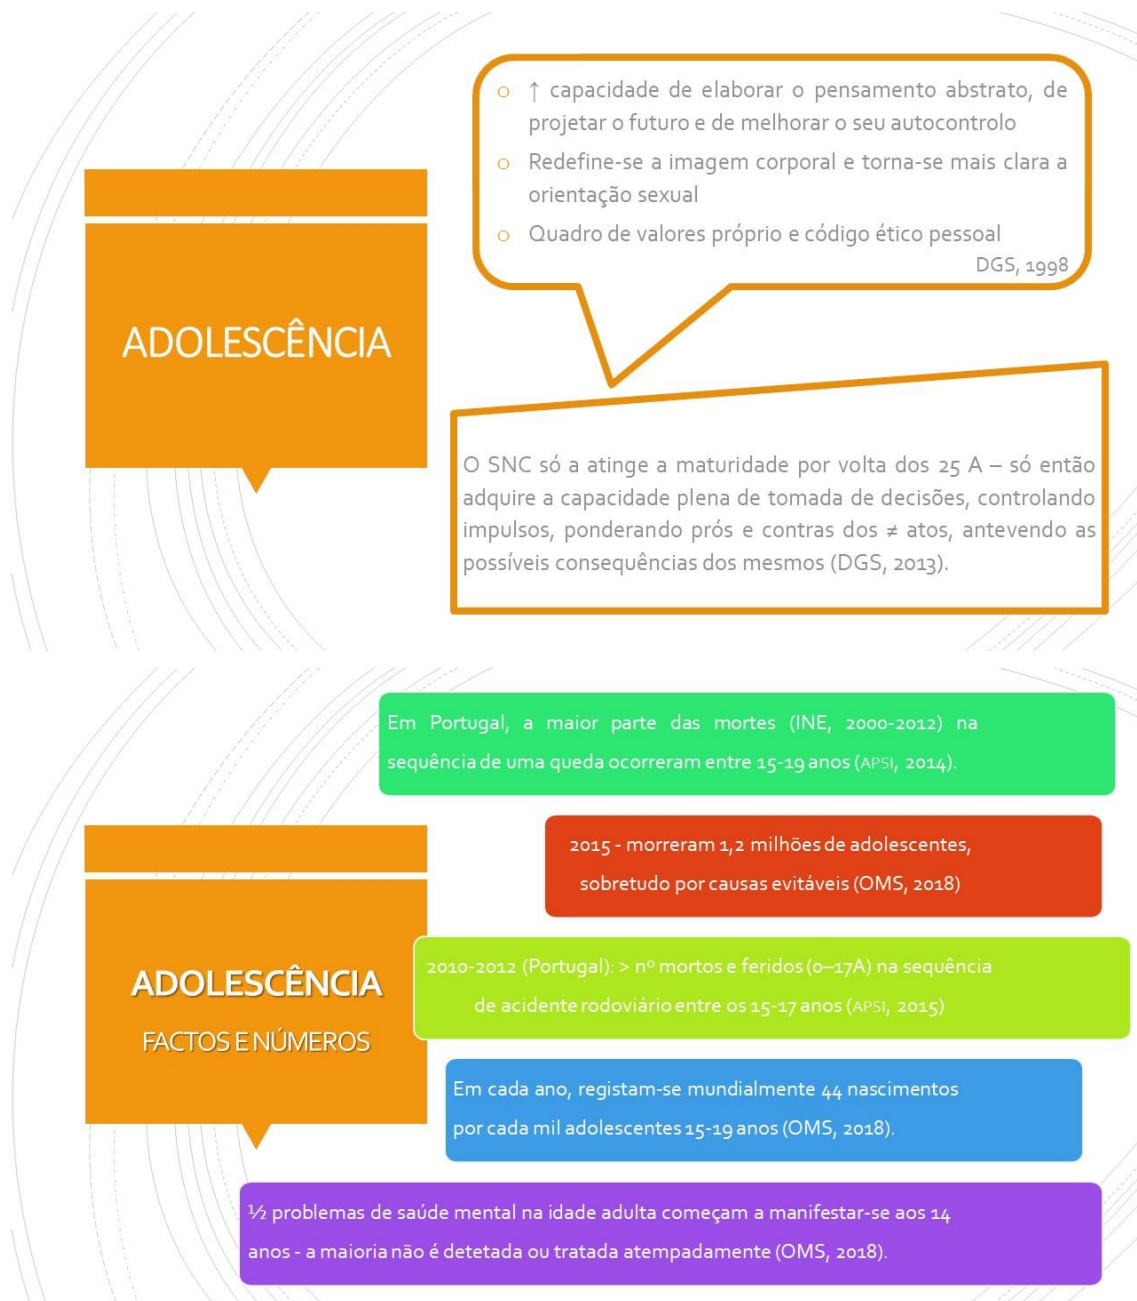 ADOLESCÊNCIA
o ↑ capacidade de elaborar o pensamento abstrato, de
projetar o futuro e de melhorar o seu autocontrolo
o Redefine-se a imagem corporal e torna-se mais clara a
orientação sexual
o Quadro de valores próprio e código ético pessoal
DGS, 1998
O SNC só a atinge a maturidade por volta dos 25 A – só então
adquire a capacidade plena de tomada de decisões, controlando
impulsos, ponderando prós e contras dos ≠ atos, antevendo as
possíveis consequências dos mesmos (DGS, 2013).
ADOLESCÊNCIA
FACTOS E NÚMEROS
Em Portugal, a maior parte das mortes (INE, 2000-2012) na
sequência de uma queda ocorreram entre 15-19 anos (APSI, 2014).
2015 - morreram 1,2 milhões de adolescentes,
sobretudo por causas evitáveis (OMS, 2018)
2010-2012 (Portugal): > nº mortos e feridos (0–17A) na sequência
de acidente rodoviário entre os 15-17 anos (APSI, 2015)
Em cada ano, registam-se mundialmente 44 nascimentos
por cada mil adolescentes 15-19 anos (OMS, 2018).
½ problemas de saúde mental na idade adulta começam a manifestar-se aos 14
anos - a maioria não é detetada ou tratada atempadamente (OMS, 2018).